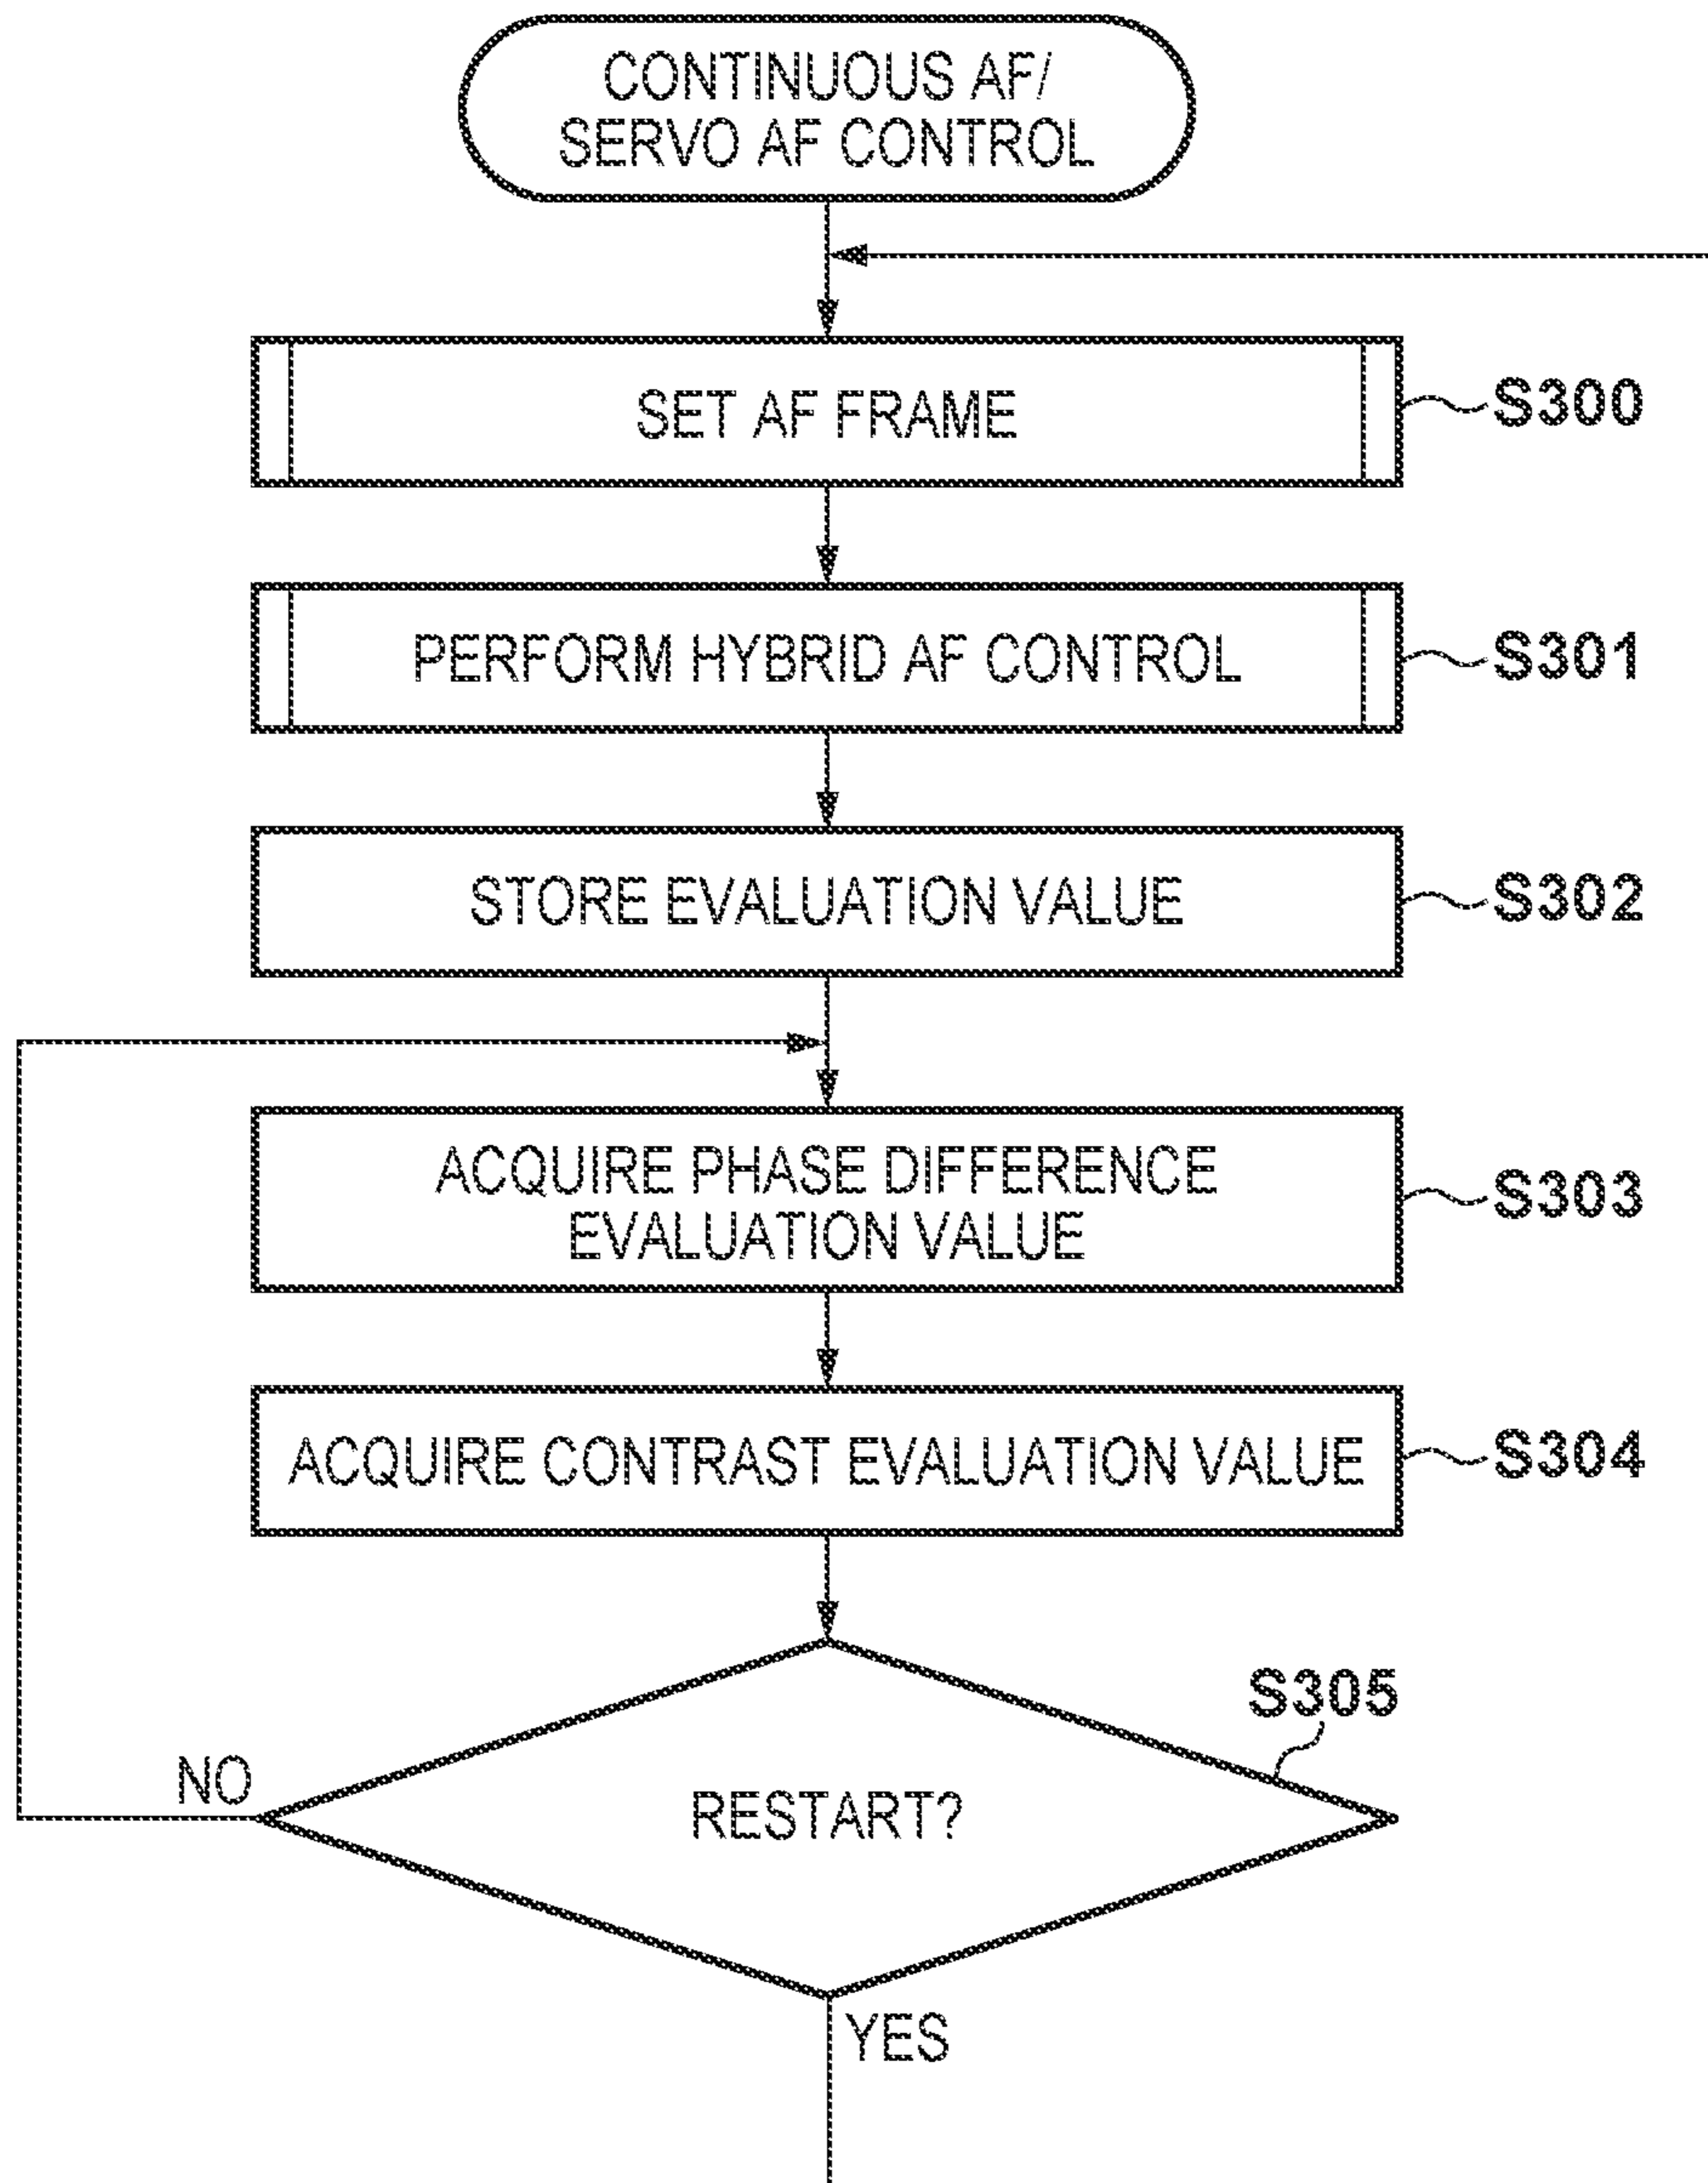 CONTINUOUS AF/
SERVO AF CONTROL
SET AF FRAME
S300
PERFORM HYBRID AF CONTROL
S301
STORE EVALUATION VALUE
S302
ACQUIRE PHASE DIFFERENCE
EVALUATION VALUE
S303
ACQUIRE CONTRAST EVALUATION VALUE
S304
S305
NO
RESTART?
YES